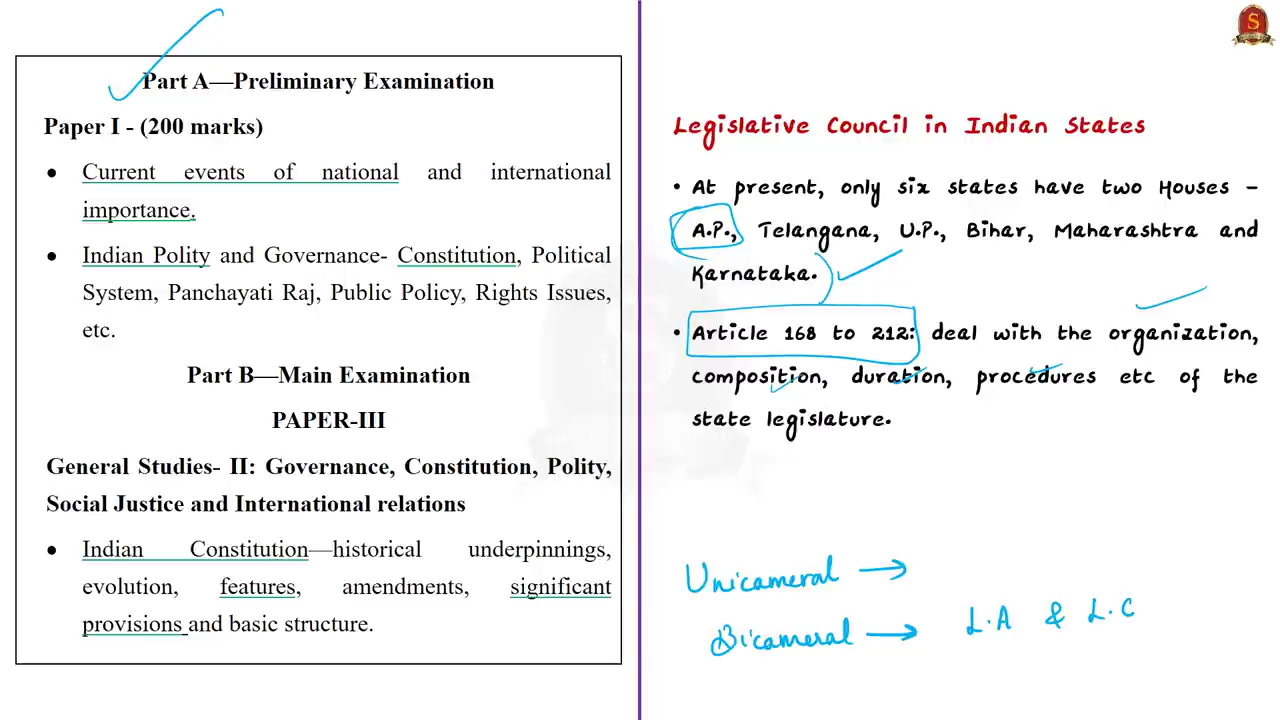 Part A—Preliminary Examination
Paper I - (200 marks)
• Current events of national and international
importance.
• Indian Polity and Governance- Constitution, Political
System, Panchayati Raj, Public Policy, Rights Issues,
etc.
Part B—Main Examination
PAPER-III
General Studies- II: Governance, Constitution, Polity,
Social Justice and International relations
• Indian Constitution—historical underpinnings,
evolution, features, amendments, significant
provisions and basic structure.
S
Legislative Council in Indian States
• At present, only six states have two Houses -
A.P., Telangana, U.P., Bihar, Maharashtra and
Karnataka.
• Article 168 to 212: deal with the organization,
composition, duration, procedures etc of the
state legislature.
Unicameral →
Bicameral → L.A & L.C